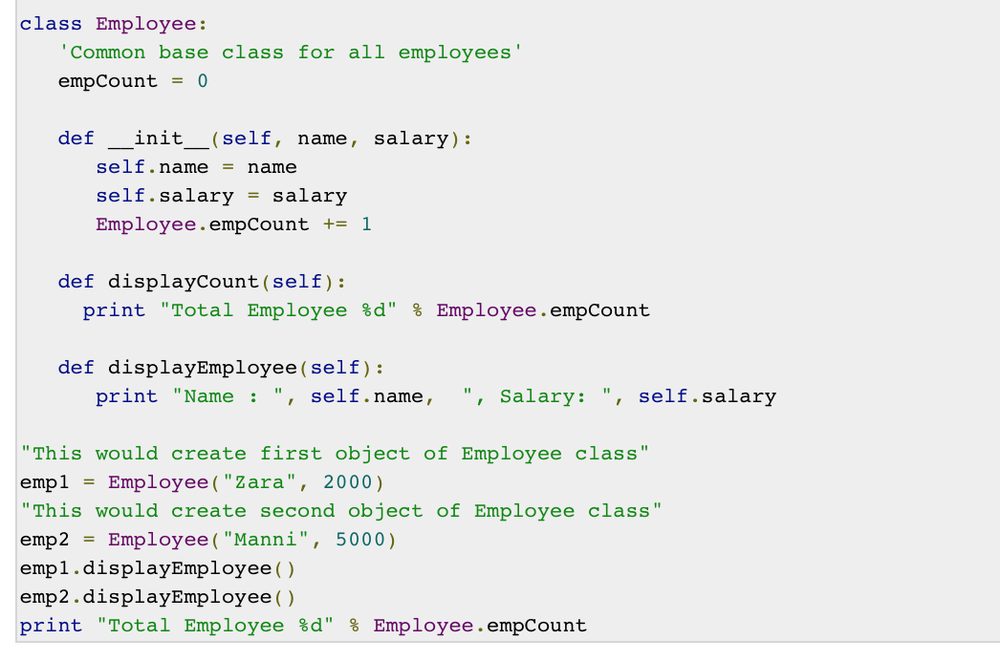 class Employee:
   'Common base class for all employees'
   empCount = 0

   def __init__(self, name, salary):
      self.name = name
      self.salary = salary
      Employee.empCount += 1

   def displayCount(self):
     print "Total Employee %d" % Employee.empCount

   def displayEmployee(self):
      print "Name : ", self.name,  ", Salary: ", self.salary

"This would create first object of Employee class"
emp1 = Employee("Zara", 2000)
"This would create second object of Employee class"
emp2 = Employee("Manni", 5000)
emp1.displayEmployee()
emp2.displayEmployee()
print "Total Employee %d" % Employee.empCount